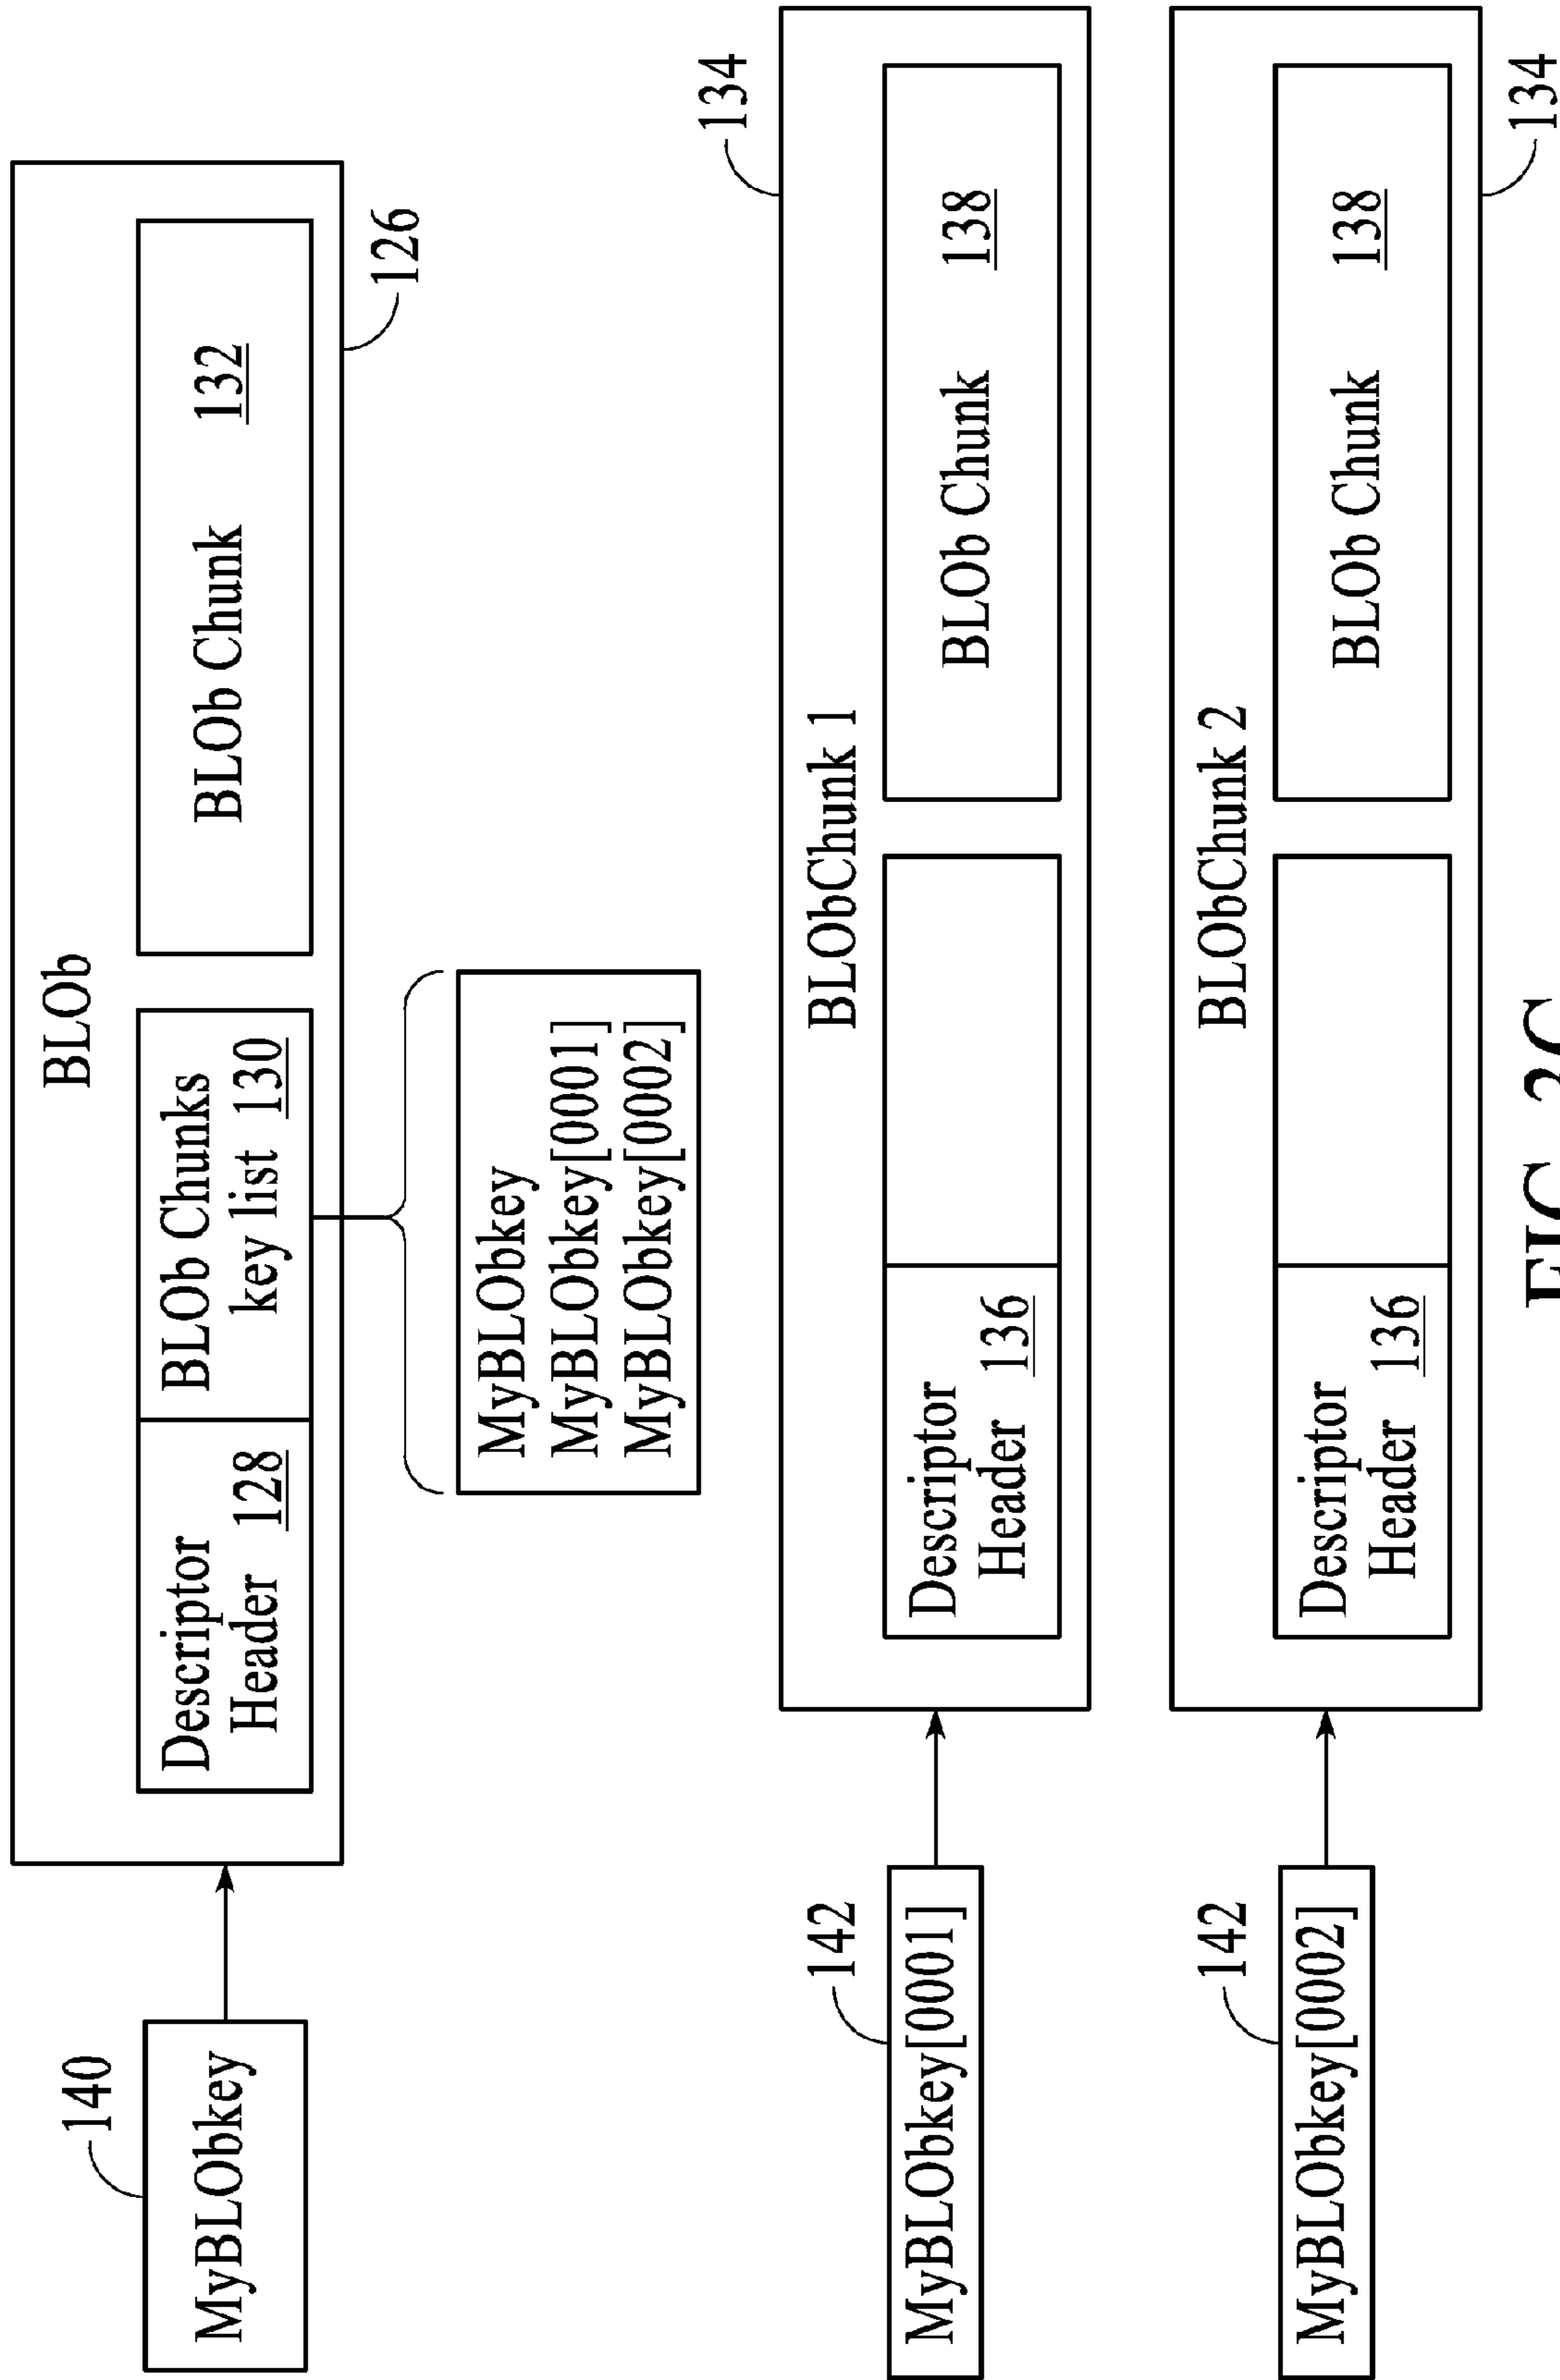 BLOb
140
MyBLObkey
Descriptor
Header 128
BLOb Chunks
key list 130
BLOb Chunk 132
126
MyBLObkey
MyBLObkey[0001]
MyBLObkey[0002]
134
BLObChunk 1
142
MyBLObkey[0001]
Descriptor
Header 136
BLOb Chunk 138
BLObChunk 2
142
MyBLObkey[0002]
Descriptor
Header 136
BLOb Chunk 138
134